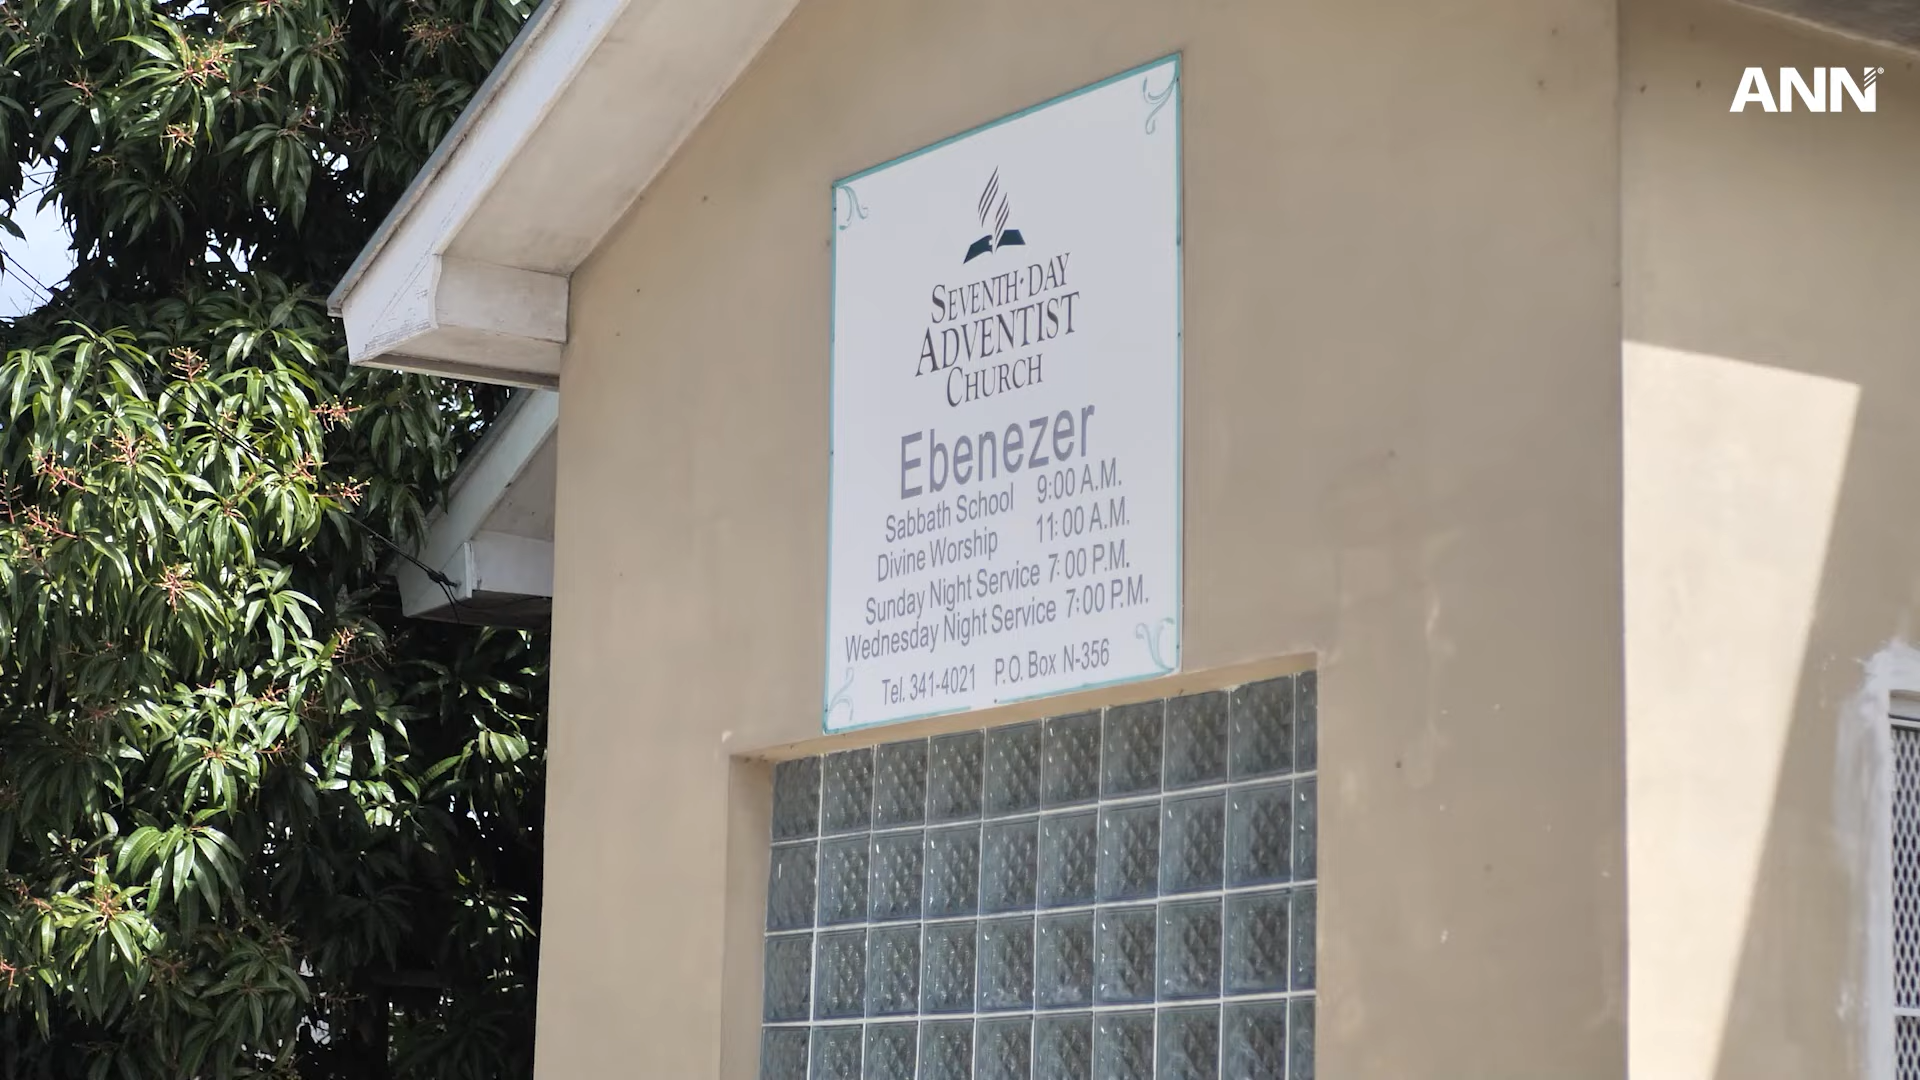 ANN
SEVENTH-DAY
ADVENTIST
CHURCH
Ebenezer
Sabbath School 9:00 A.M.
Divine Worship 11:00 A.M.
Sunday Night Service 7:00 P.M.
Wednesday Night Service 7:00 P.M.
Tel. 341-4021 P.O. Box N-356